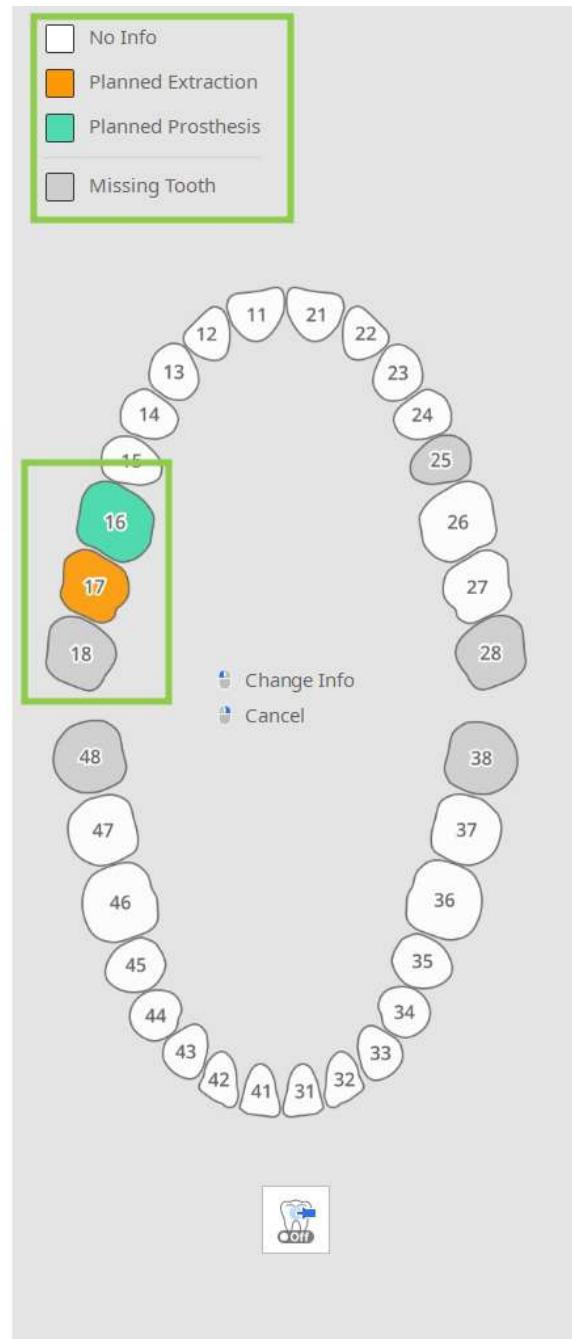 No Info
Planned Extraction
Planned Prosthesis
Missing Tooth
11 21
12 22
13 23
14 24
15 25
16 26
17 27
18 28
Change Info
Cancel
48 38
47 37
46 36
45 35
44 34
43 33
42 41 31 32
Off